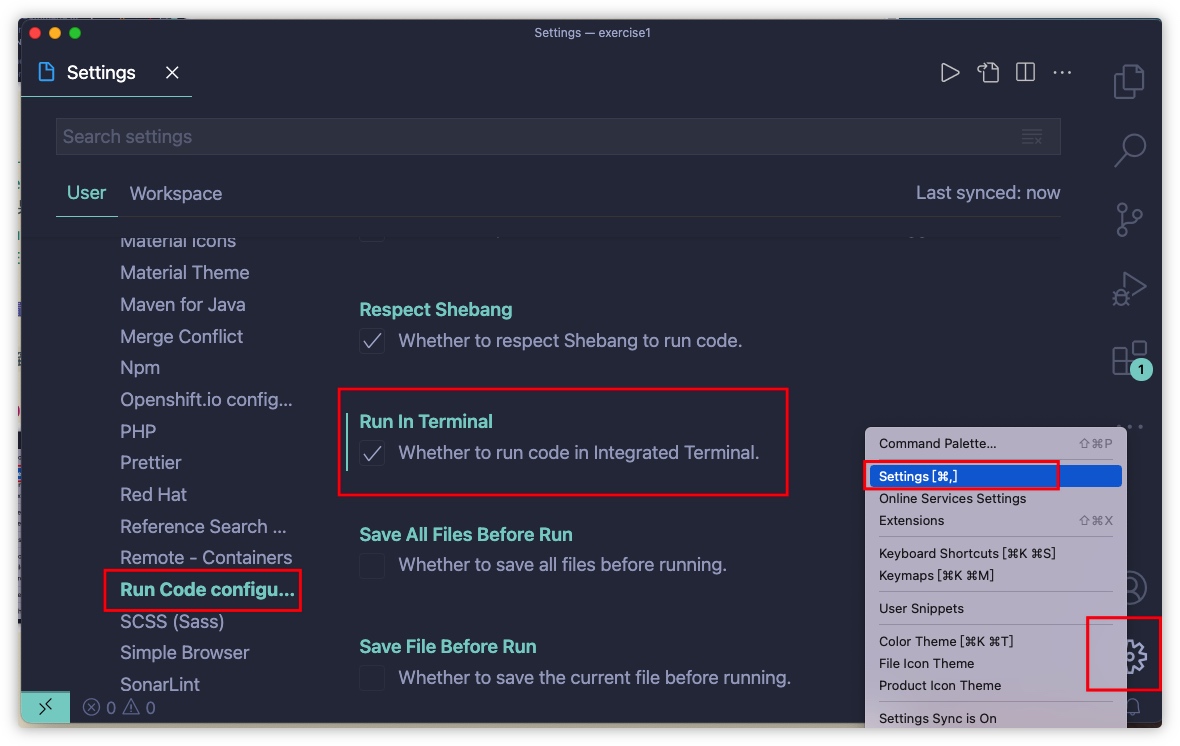 Settings — exercise1
Settings
Search settings
User
Workspace
Last synced: now
Material Icons
Material Theme
Maven for Java
Merge Conflict
Npm
Openshift.io config...
PHP
Prettier
Red Hat
Reference Search ...
Remote - Containers
Run Code configu...
SCSS (Sass)
Simple Browser
SonarLint
Respect Shebang
Whether to respect Shebang to run code.
Run In Terminal
Whether to run code in Integrated Terminal.
Save All Files Before Run
Whether to save all files before running.
Save File Before Run
Whether to save the current file before running.
1
Command Palette... ⇧⌘P
Settings [⌘,]
Online Services Settings
Extensions ⇧⌘X
Keyboard Shortcuts [⌘K ⌘S]
Keymaps [⌘K ⌘M]
User Snippets
Color Theme [⌘K ⌘T]
File Icon Theme
Product Icon Theme
Settings Sync is On
0 0